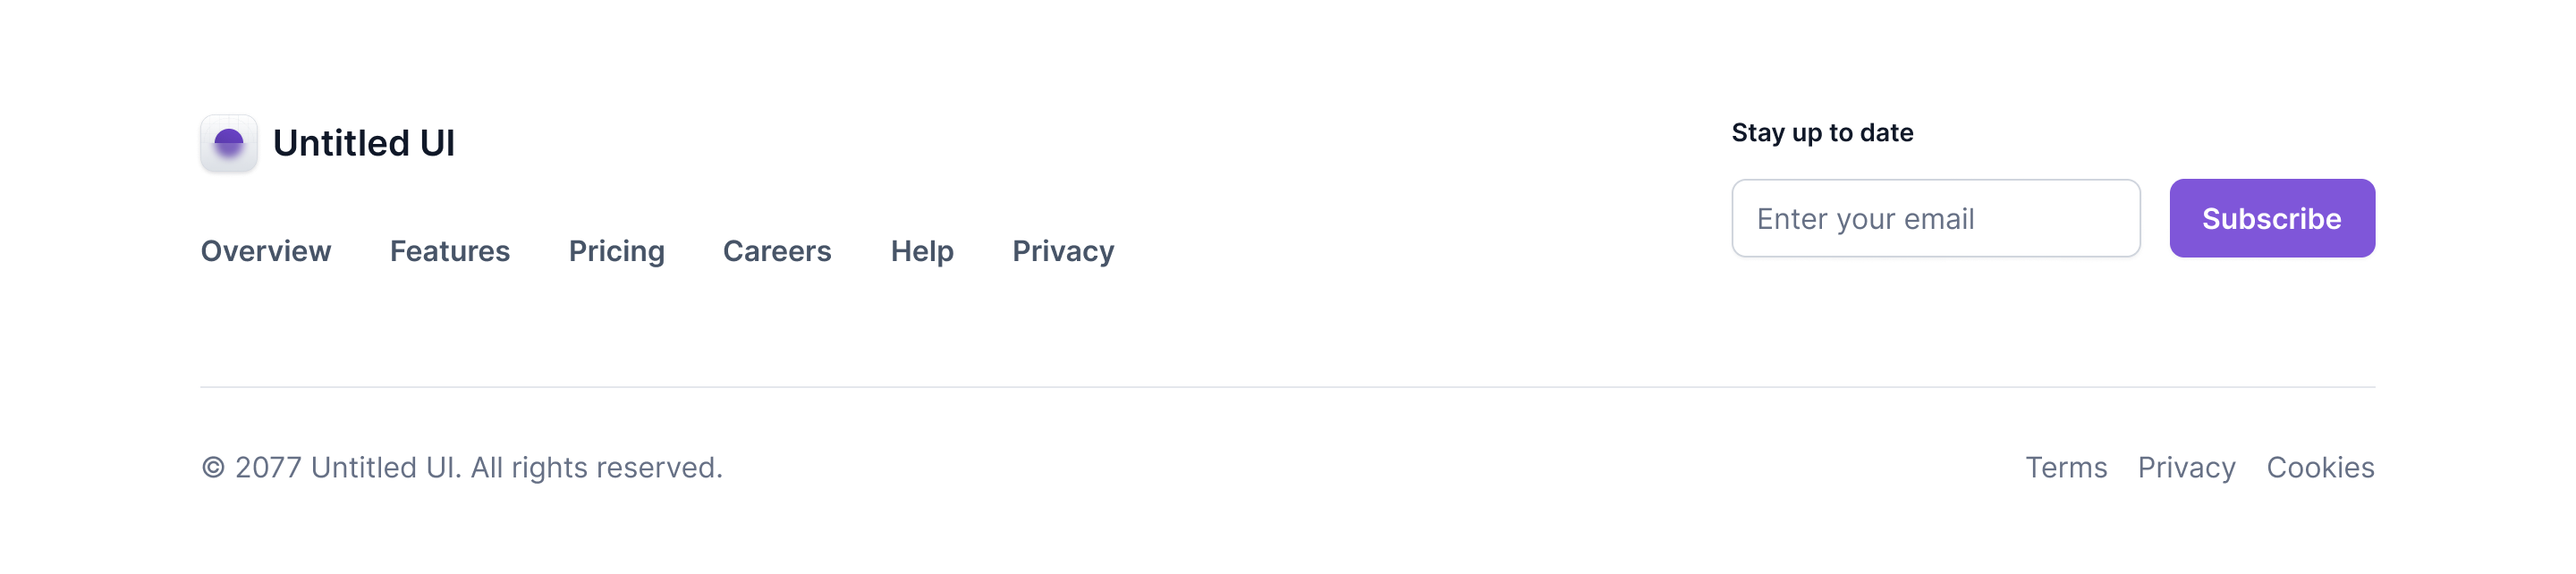 Untitled UI
Overview Features Pricing Careers Help Privacy
Stay up to date
Enter your email
Subscribe
© 2077 Untitled UI. All rights reserved.
Terms Privacy Cookies